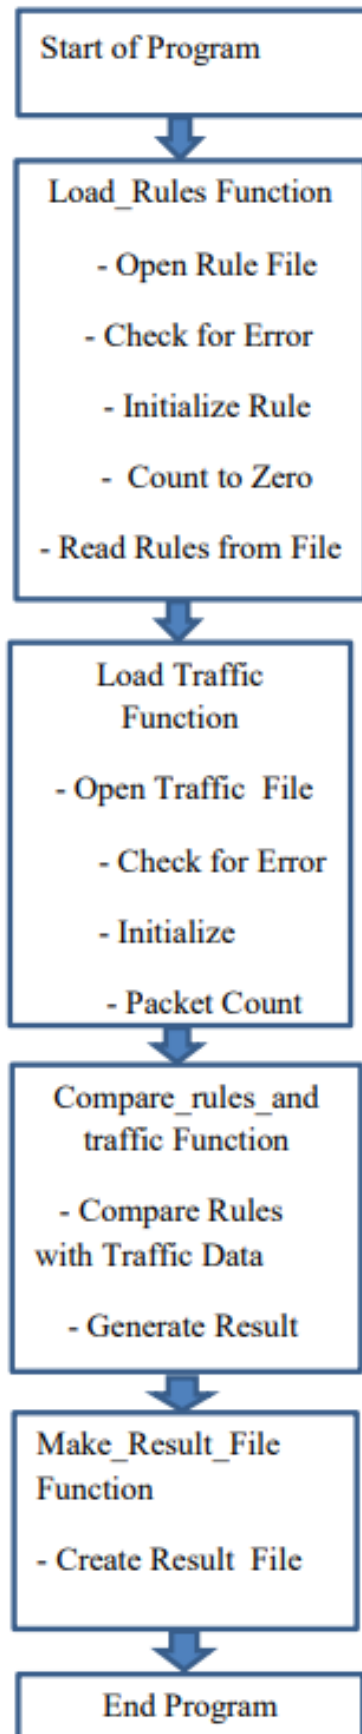 Start of Program
Load_Rules Function
- Open Rule File
- Check for Error
- Initialize Rule
- Count to Zero
- Read Rules from File
Load Traffic
Function
- Open Traffic File
- Check for Error
- Initialize
- Packet Count
Compare_rules_and
traffic Function
- Compare Rules
with Traffic Data
- Generate Result
Make_Result_File
Function
- Create Result File
End Program